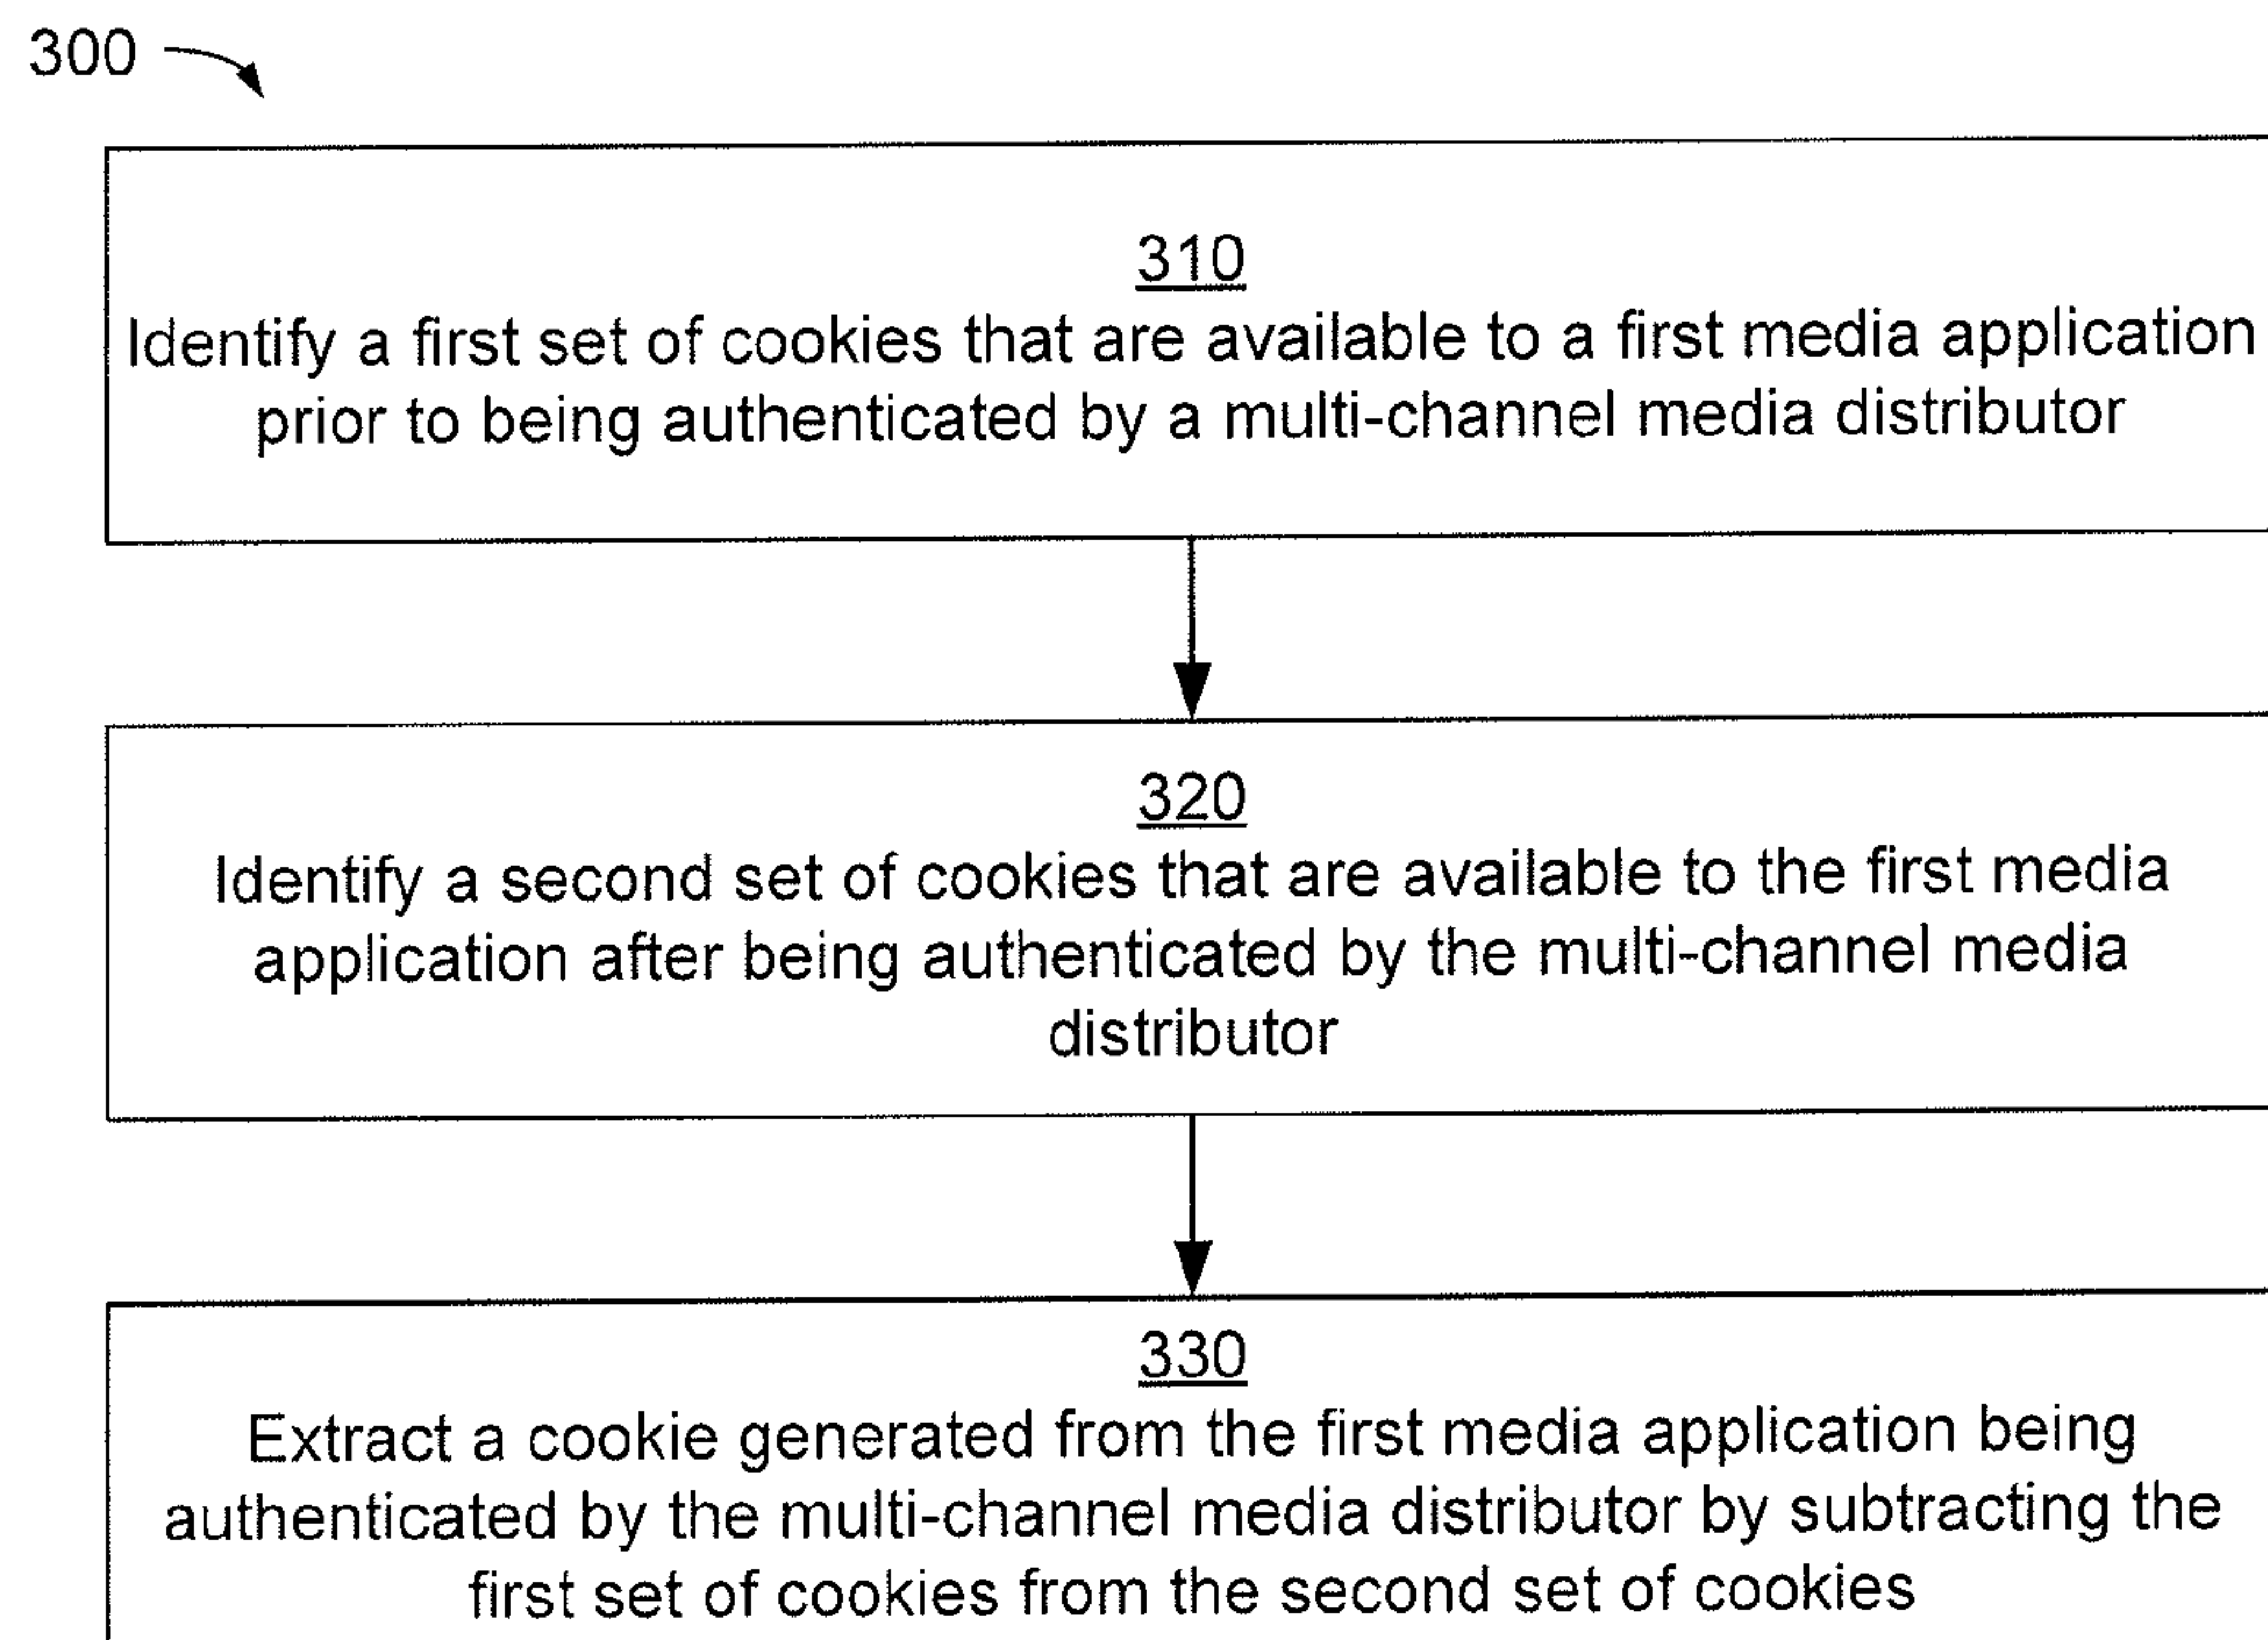 300
310
Identify a first set of cookies that are available to a first media application
prior to being authenticated by a multi-channel media distributor
320
Identify a second set of cookies that are available to the first media
application after being authenticated by the multi-channel media
distributor
330
Extract a cookie generated from the first media application being
authenticated by the multi-channel media distributor by subtracting the
first set of cookies from the second set of cookies